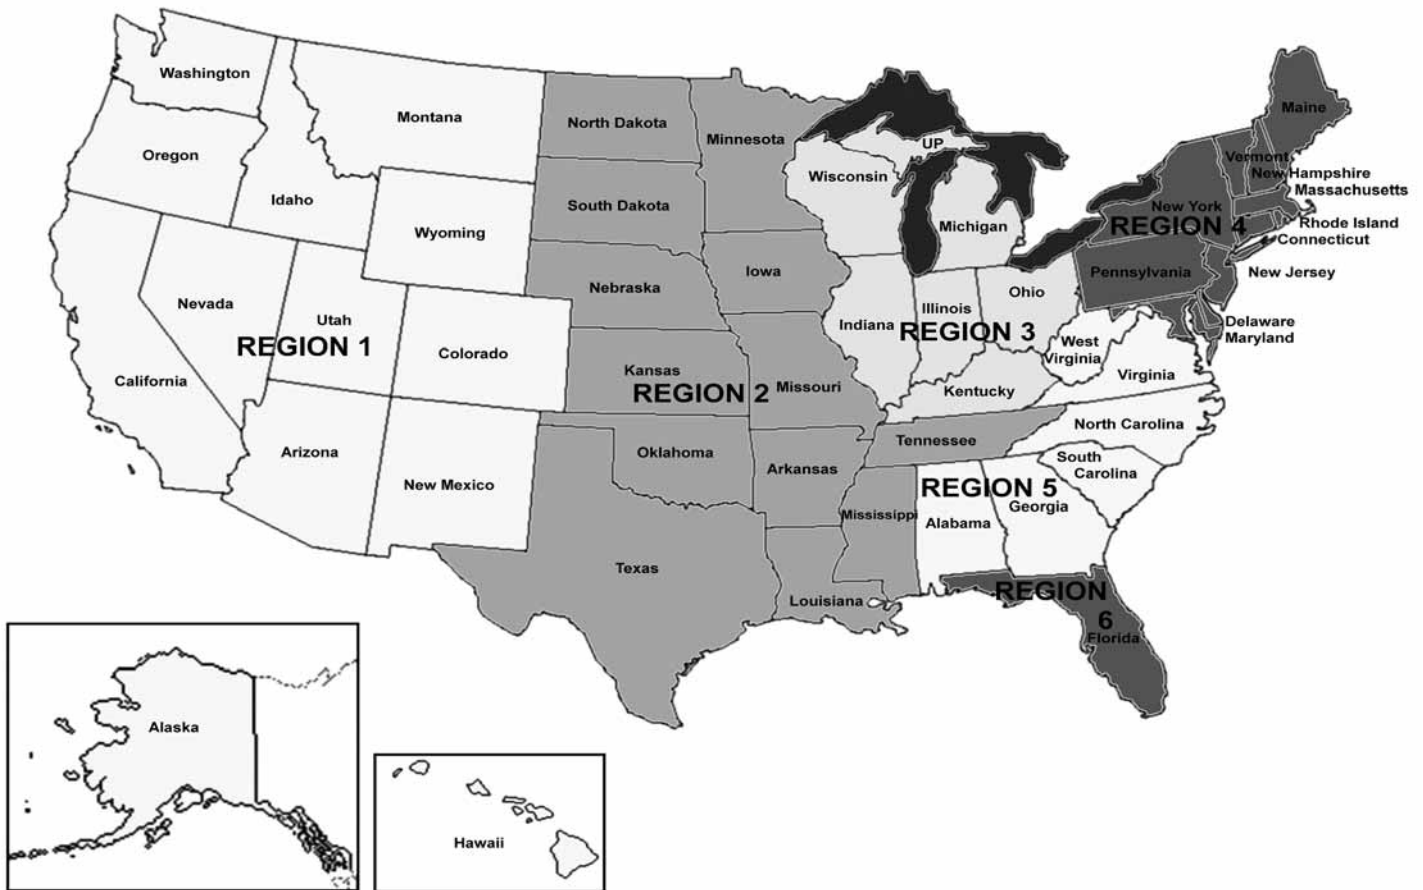 Washington
Montana
North Dakota
Minnesota
Maine
Oregon
Idaho
Wyoming
South Dakota
Wisconsin
UP
Michigan
Vermont
New Hampshire
Massachusetts
New York
REGION 4
Rhode Island
Connecticut
Pennsylvania
New Jersey
Nevada
Utah
REGION 1
Colorado
California
Nebraska
Iowa
Kansas
REGION 2
Missouri
Indiana
Illinois
Ohio
REGION 3
Kentucky
West
Virginia
Virginia
Delaware
Maryland
Arizona
New Mexico
Oklahoma
Arkansas
Tennessee
North Carolina
South
Carolina
REGION 5
Georgia
Alabama
Mississippi
Texas
Louisiana
REGION
6
Florida
Alaska
Hawaii